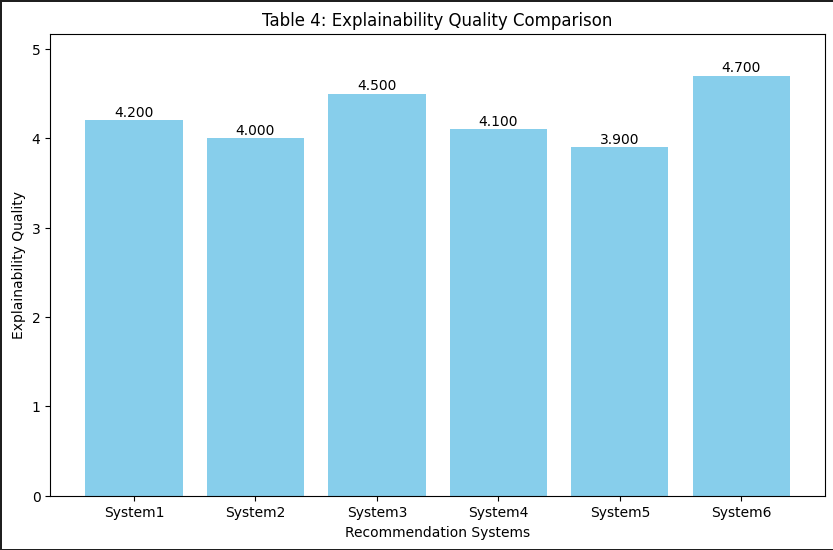 Table 4: Explainability Quality Comparison
Explainability Quality
5
4
3
2
1
0
4.200
4.000
4.500
4.100
3.900
4.700
System1
System2
System3
System4
System5
System6
Recommendation Systems